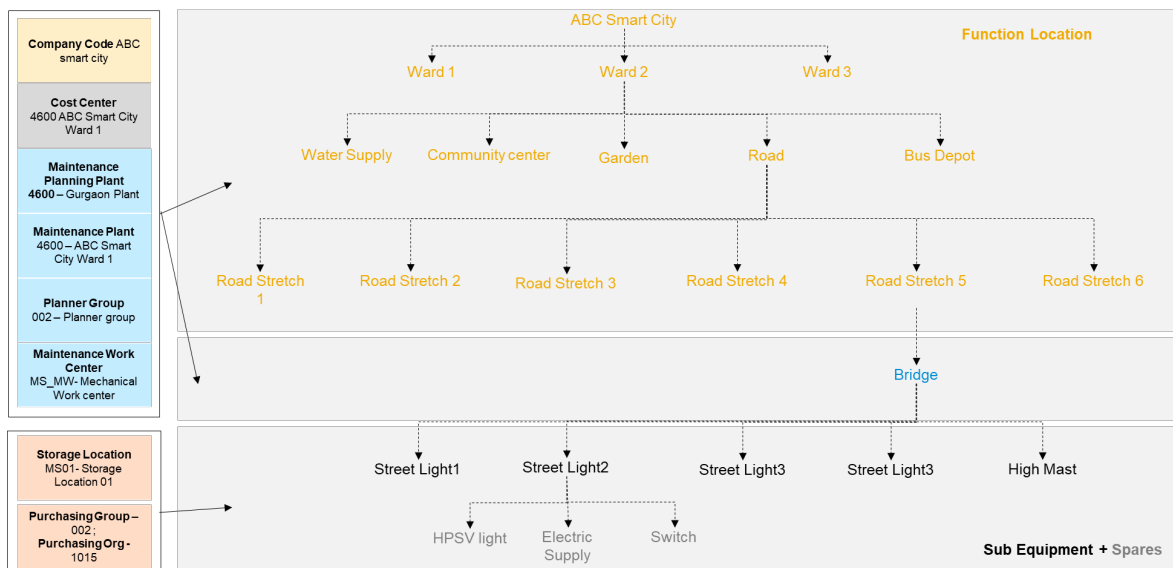 Company Code ABC
smart city
Cost Center
4600 ABC Smart City
Ward 1
Maintenance
Planning Plant
4600 – Gurgaon Plant
Maintenance Plant
4600 – ABC Smart
City Ward 1
Planner Group
002 – Planner group
Maintenance Work
Center
MS_MW- Mechanical
Work center
Storage Location
MS01- Storage
Location 01
Purchasing Group –
002 ;
Purchasing Org -
1015
ABC Smart City
Function Location
Ward 1
Ward 2
Ward 3
Water Supply
Community center
Garden
Road
Bus Depot
Road Stretch
1
Road Stretch 2
Road Stretch 3
Road Stretch 4
Road Stretch 5
Road Stretch 6
Bridge
Street Light1
Street Light2
Street Light3
Street Light3
High Mast
HPSV light
Electric
Supply
Switch
Sub Equipment + Spares